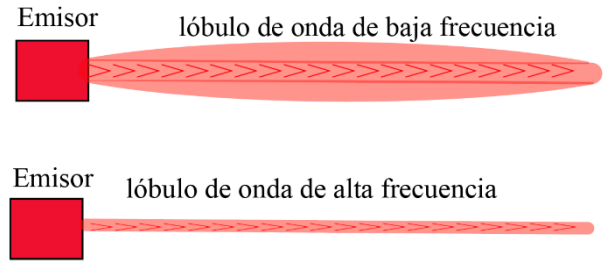 Emisor
lóbulo de onda de baja frecuencia
Emisor
lóbulo de onda de alta frecuencia